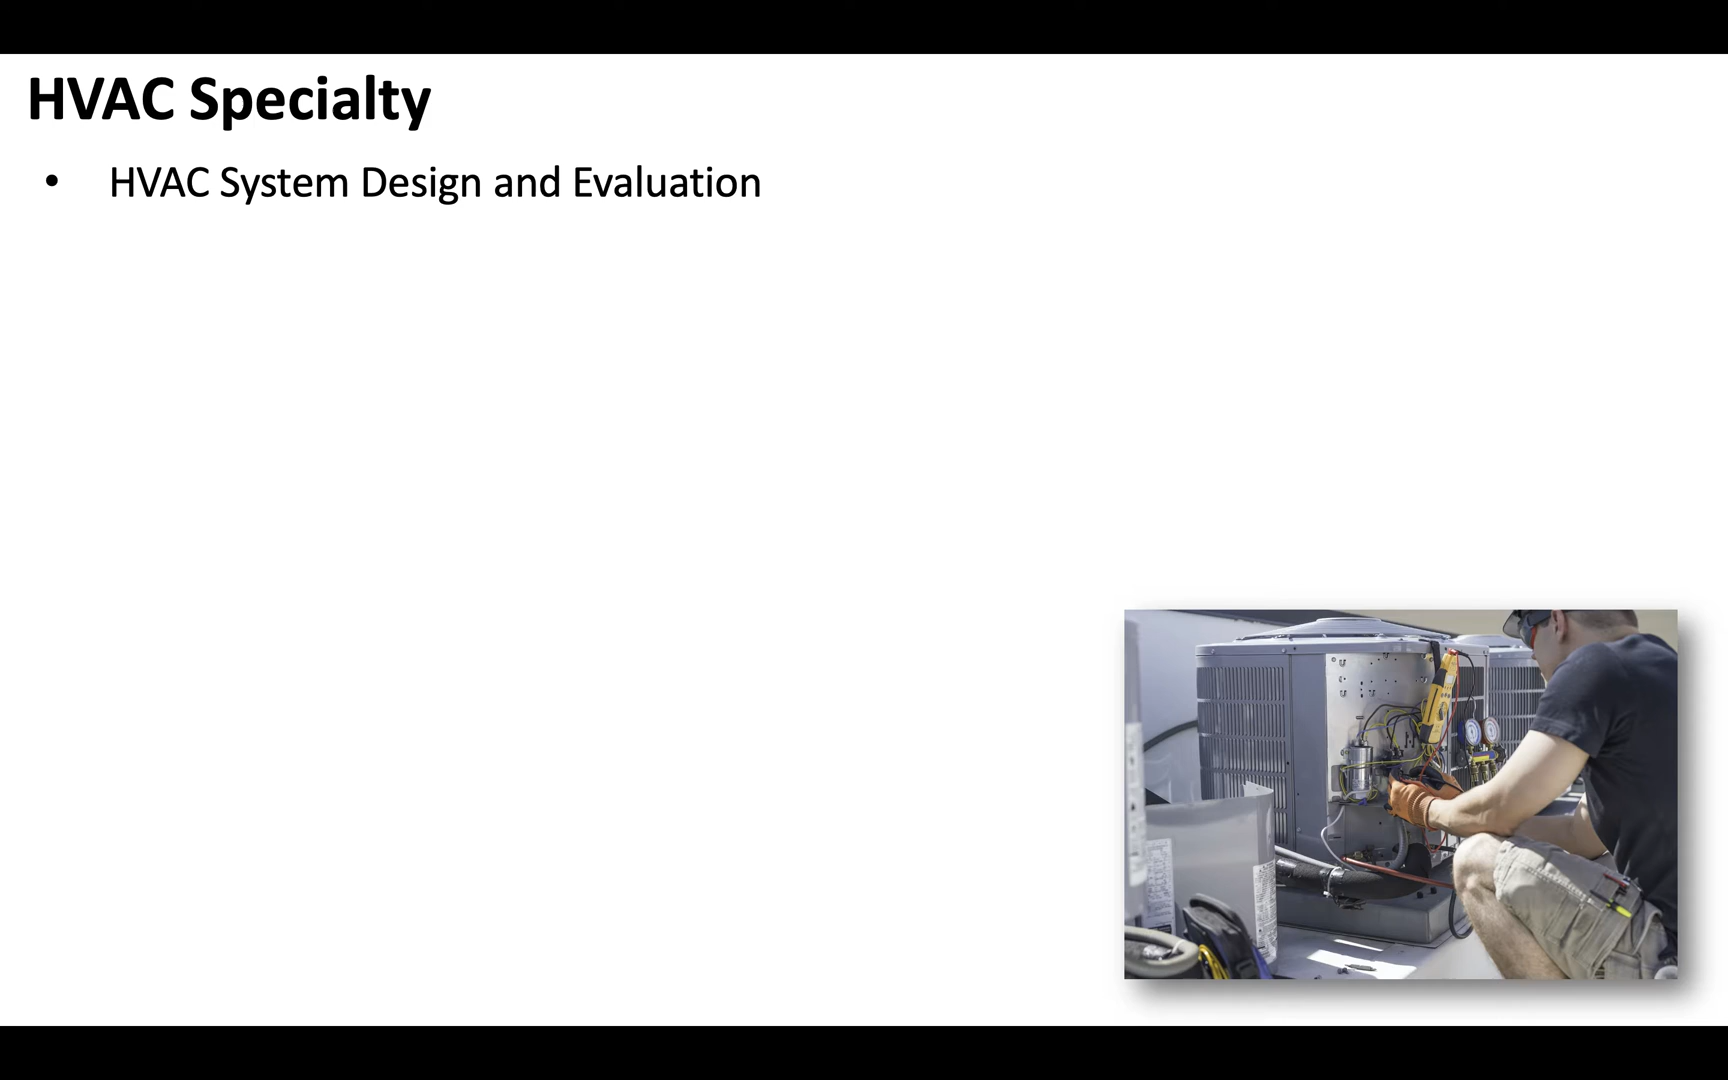 HVAC Specialty
• HVAC System Design and Evaluation